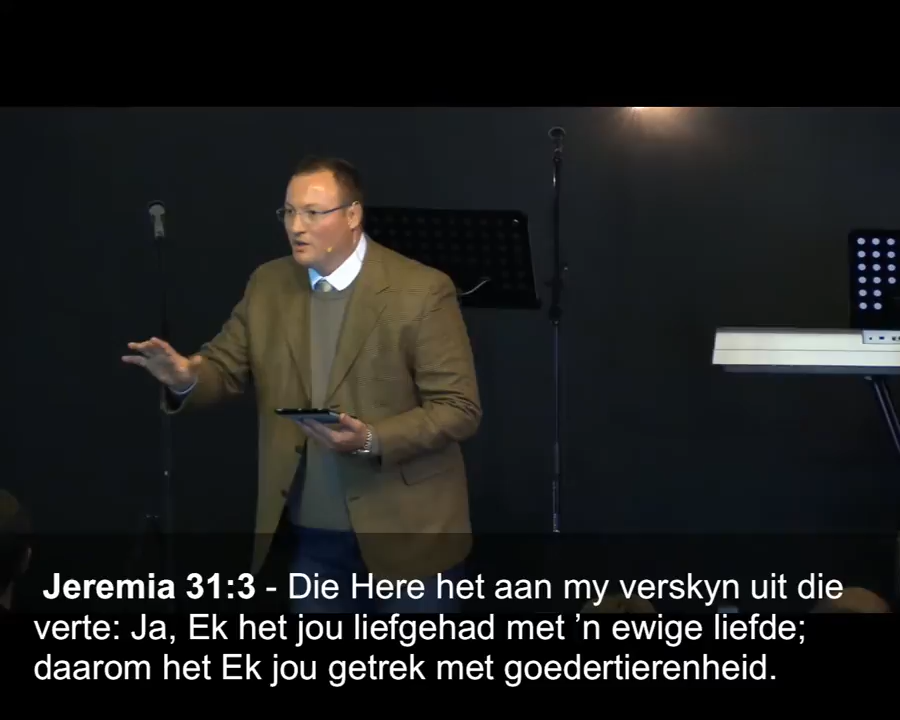 Jeremia 31:3 - Die Here het aan my verskyn uit die
verte: Ja, Ek het jou liefgehad met ’n ewige liefde;
daarom het Ek jou getrek met goedertierenheid.